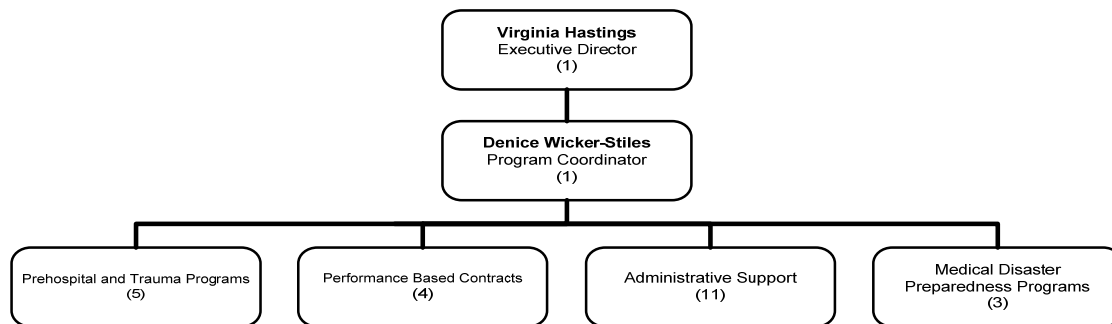 Virginia Hastings
Executive Director
(1)
Denice Wicker-Stiles
Program Coordinator
(1)
Prehospital and Trauma Programs
(5)
Performance Based Contracts
(4)
Administrative Support
(11)
Medical Disaster
Preparedness Programs
(3)